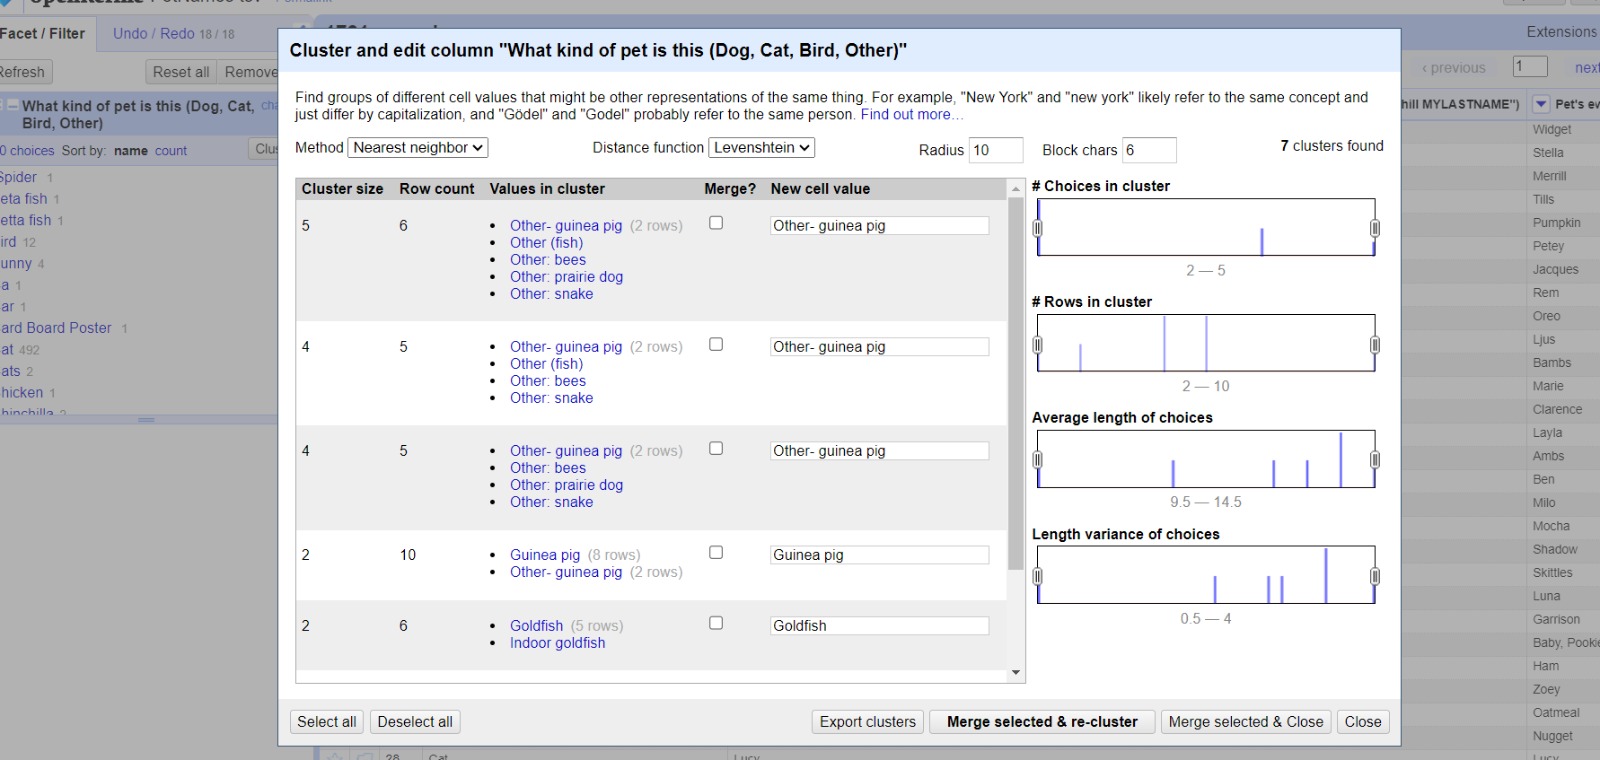 Facet / Filter
Undo / Redo 18 / 18
Extensions
Refresh
Reset all
Remove
‹ previous
1
next
What kind of pet is this (Dog, Cat,
Bird, Other)
0 choices Sort by: name count
Clus
hill MYLASTNAME")
Pet's ev
Spider 1
eta fish 1
etta fish 1
ird 12
unny 4
a 1
ar 1
ard Board Poster 1
at 492
ats 2
hicken 1
hinchilla 2
Cluster and edit column "What kind of pet is this (Dog, Cat, Bird, Other)"
Find groups of different cell values that might be other representations of the same thing. For example, "New York" and "new york" likely refer to the same concept and
just differ by capitalization, and "Gödel" and "Godel" probably refer to the same person. Find out more…
Method Nearest neighbor
Distance function Levenshtein
Radius 10
Block chars 6
7 clusters found
Cluster size Row count Values in cluster Merge? New cell value
5 6 • Other- guinea pig (2 rows) Other- guinea pig
• Other (fish)
• Other: bees
• Other: prairie dog
• Other: snake
4 5 • Other- guinea pig (2 rows) Other- guinea pig
• Other (fish)
• Other: bees
• Other: snake
4 5 • Other- guinea pig (2 rows) Other- guinea pig
• Other: bees
• Other: prairie dog
• Other: snake
2 10 • Guinea pig (8 rows) Guinea pig
• Other- guinea pig (2 rows)
2 6 • Goldfish (5 rows) Goldfish
• Indoor goldfish
# Choices in cluster
2 — 5
# Rows in cluster
2 — 10
Average length of choices
9.5 — 14.5
Length variance of choices
0.5 — 4
Select all
Deselect all
Export clusters
Merge selected & re-cluster
Merge selected & Close
Close
Widget
Stella
Merrill
Tills
Pumpkin
Petey
Jacques
Rem
Oreo
Ljus
Bambs
Marie
Clarence
Layla
Ambs
Ben
Milo
Mocha
Shadow
Skittles
Luna
Garrison
Baby, Pookie
Ham
Zoey
Oatmeal
Nugget
28. Cat Lucy Lucy